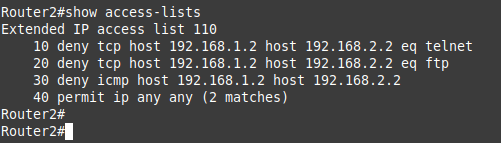 Router2#show access-lists
Extended IP access list 110
    10 deny tcp host 192.168.1.2 host 192.168.2.2 eq telnet
    20 deny tcp host 192.168.1.2 host 192.168.2.2 eq ftp
    30 deny icmp host 192.168.1.2 host 192.168.2.2
    40 permit ip any any (2 matches)
Router2#
Router2#